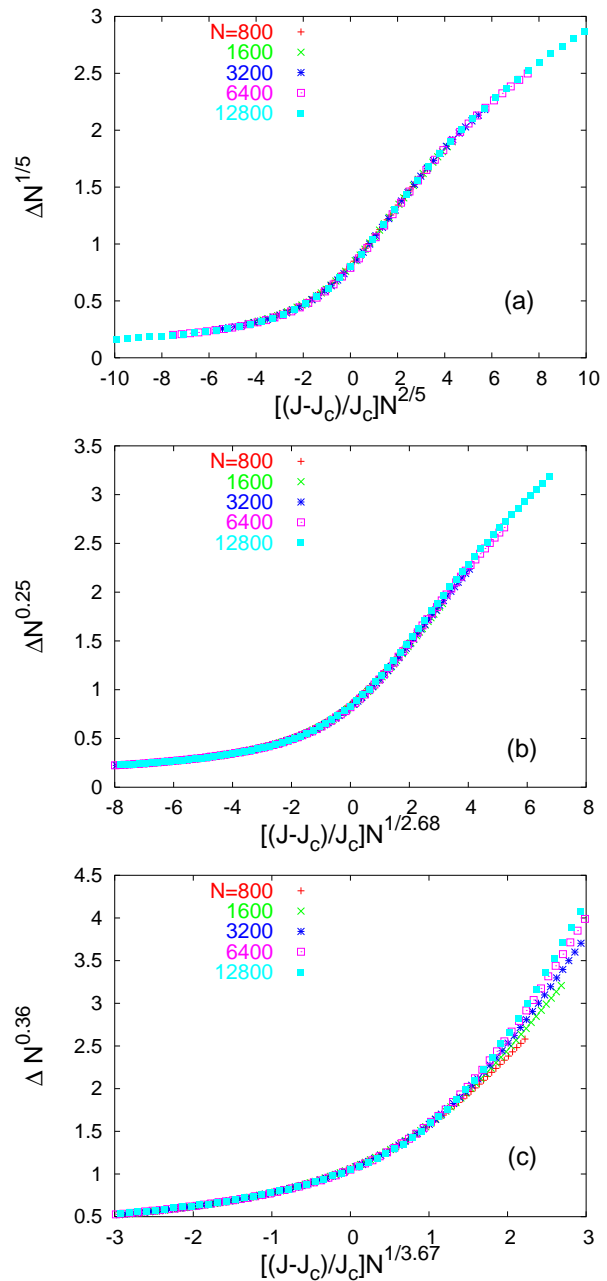 3
2.5
2
1.5
1
0.5
0
ΔN^{1/5}
N=800
1600
3200
6400
12800
(a)
-10 -8 -6 -4 -2 0 2 4 6 8 10
[(J-J_c)/J_c]N^{2/5}
3.5
3
2.5
2
1.5
1
0.5
0
ΔN^{0.25}
N=800
1600
3200
6400
12800
(b)
-8 -6 -4 -2 0 2 4 6 8
[(J-J_c)/J_c]N^{1/2.68}
4.5
4
3.5
3
2.5
2
1.5
1
0.5
Δ N^{0.36}
N=800
1600
3200
6400
12800
(c)
-3 -2 -1 0 1 2 3
[(J-J_c)/J_c]N^{1/3.67}